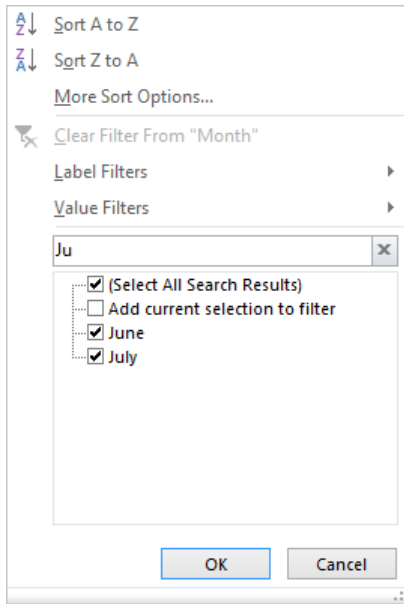 Sort A to Z
Sort Z to A
More Sort Options...
Clear Filter From "Month"
Label Filters
Value Filters
Ju
(Select All Search Results)
Add current selection to filter
June
July
OK Cancel